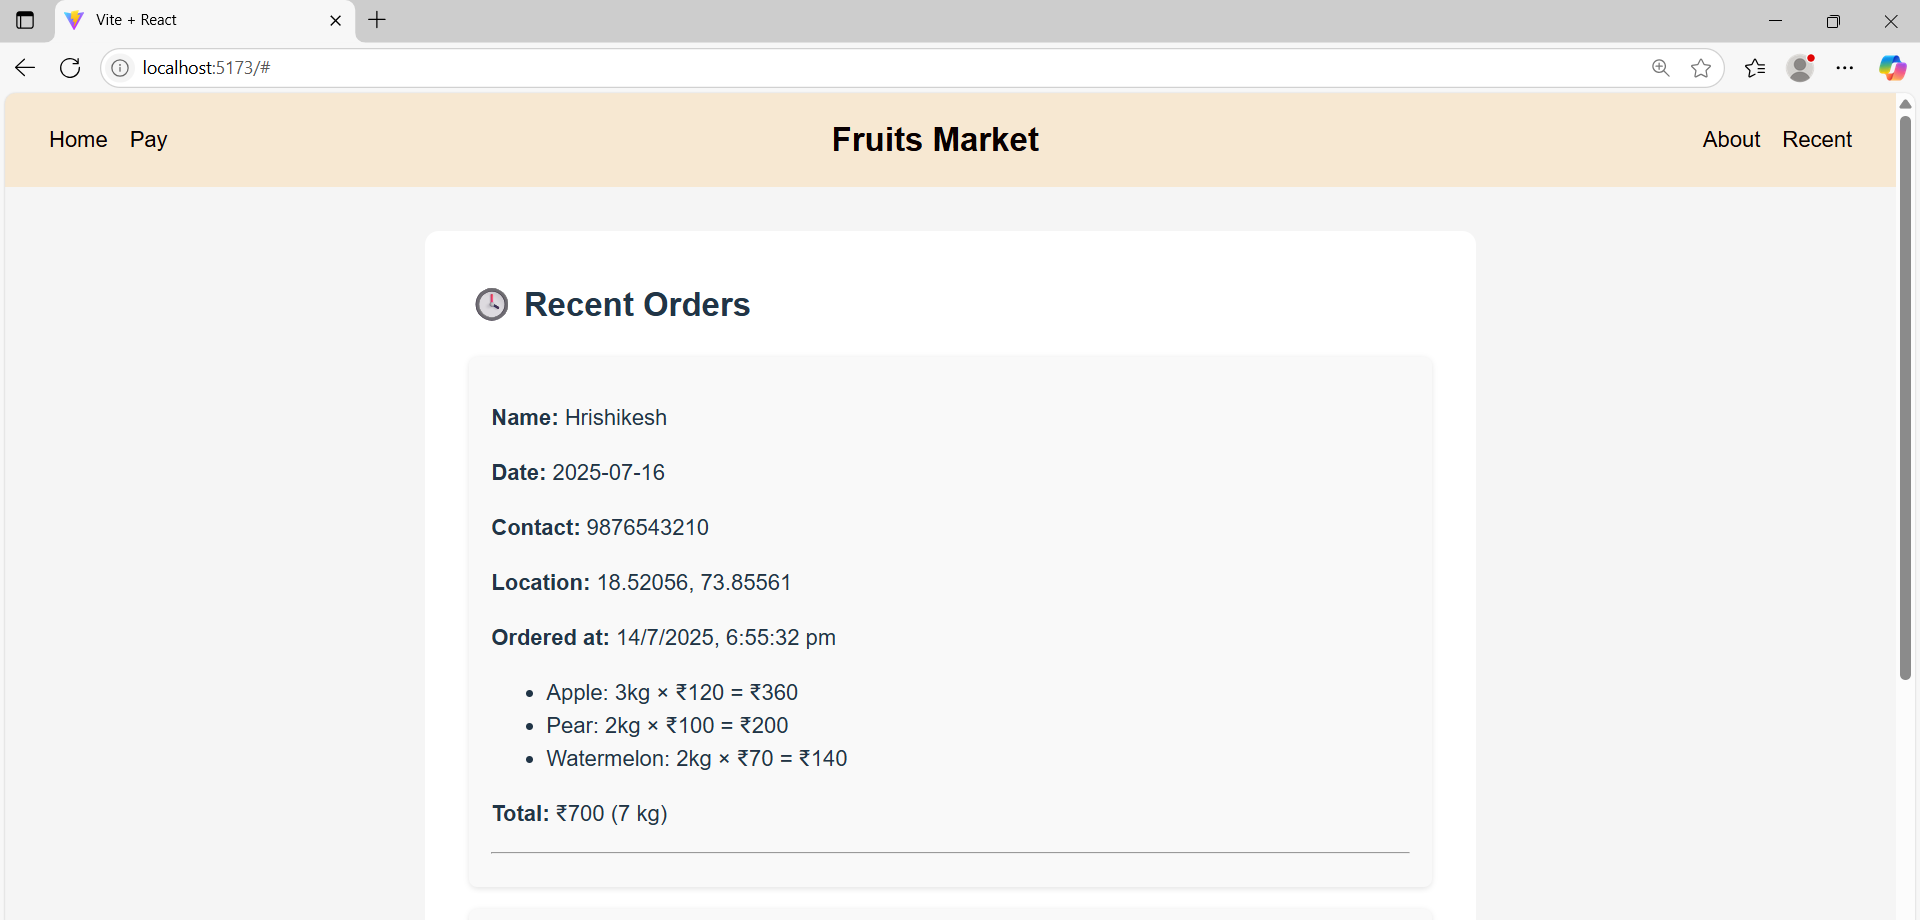 Vite + React
localhost:5173/#
Home Pay Fruits Market About Recent
Recent Orders
Name: Hrishikesh
Date: 2025-07-16
Contact: 9876543210
Location: 18.52056, 73.85561
Ordered at: 14/7/2025, 6:55:32 pm
• Apple: 3kg × ₹120 = ₹360
• Pear: 2kg × ₹100 = ₹200
• Watermelon: 2kg × ₹70 = ₹140
Total: ₹700 (7 kg)